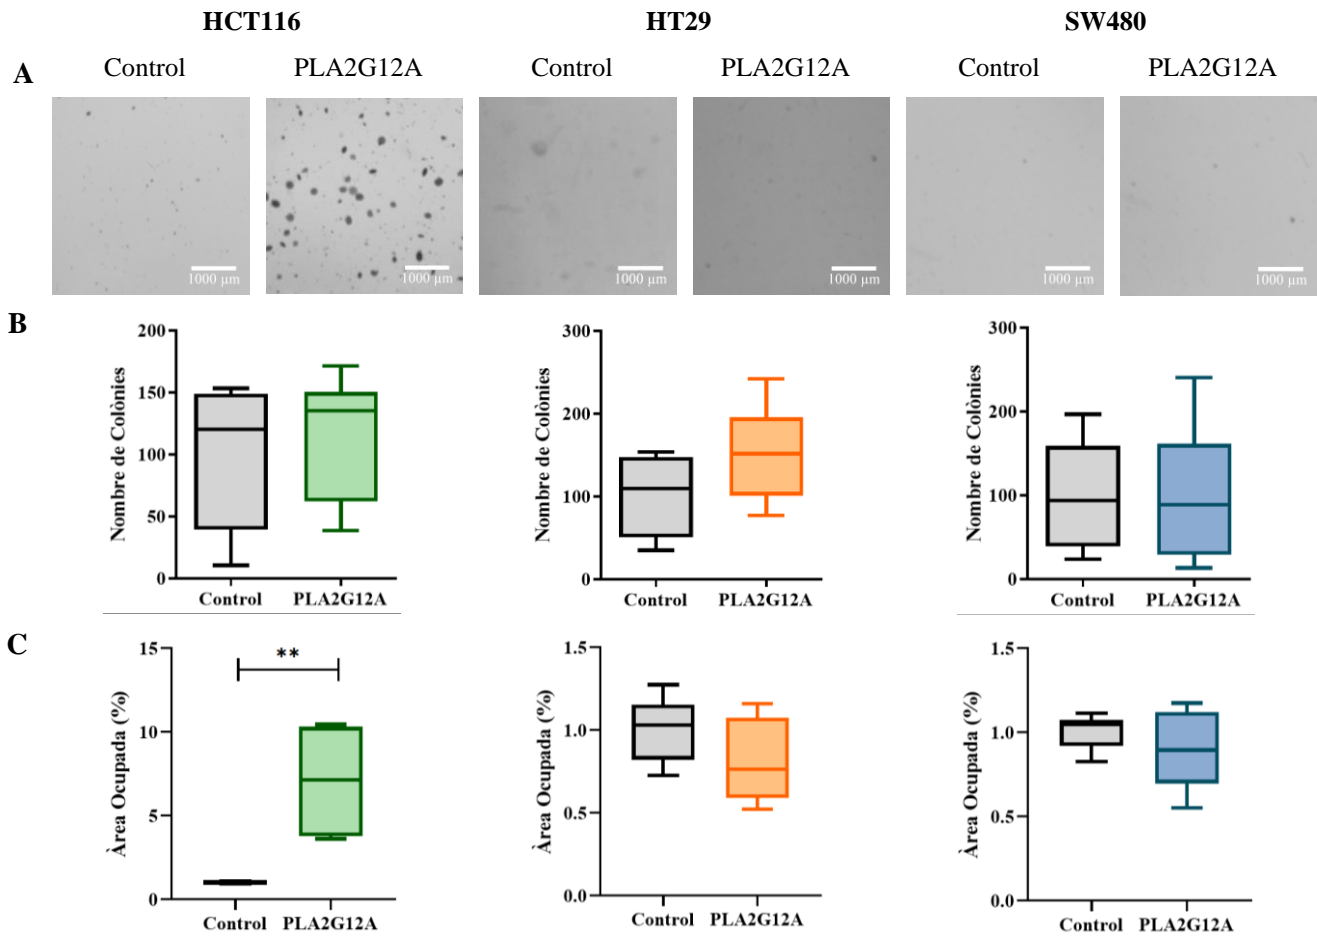 HCT116 HT29 SW480
A Control PLA2G12A Control PLA2G12A Control PLA2G12A
1000 µm 1000 µm 1000 µm 1000 µm 1000 µm 1000 µm
B
Nombre de Colònies
200
150
100
50
0
Control PLA2G12A
Nombre de Colònies
300
200
100
0
Control PLA2G12A
Nombre de Colònies
300
200
100
0
Control PLA2G12A
C
Àrea Ocupada (%)
15
10
5
0
**
Control PLA2G12A
Àrea Ocupada (%)
1.5
1.0
0.5
0.0
Control PLA2G12A
Àrea Ocupada (%)
1.5
1.0
0.5
0.0
Control PLA2G12A